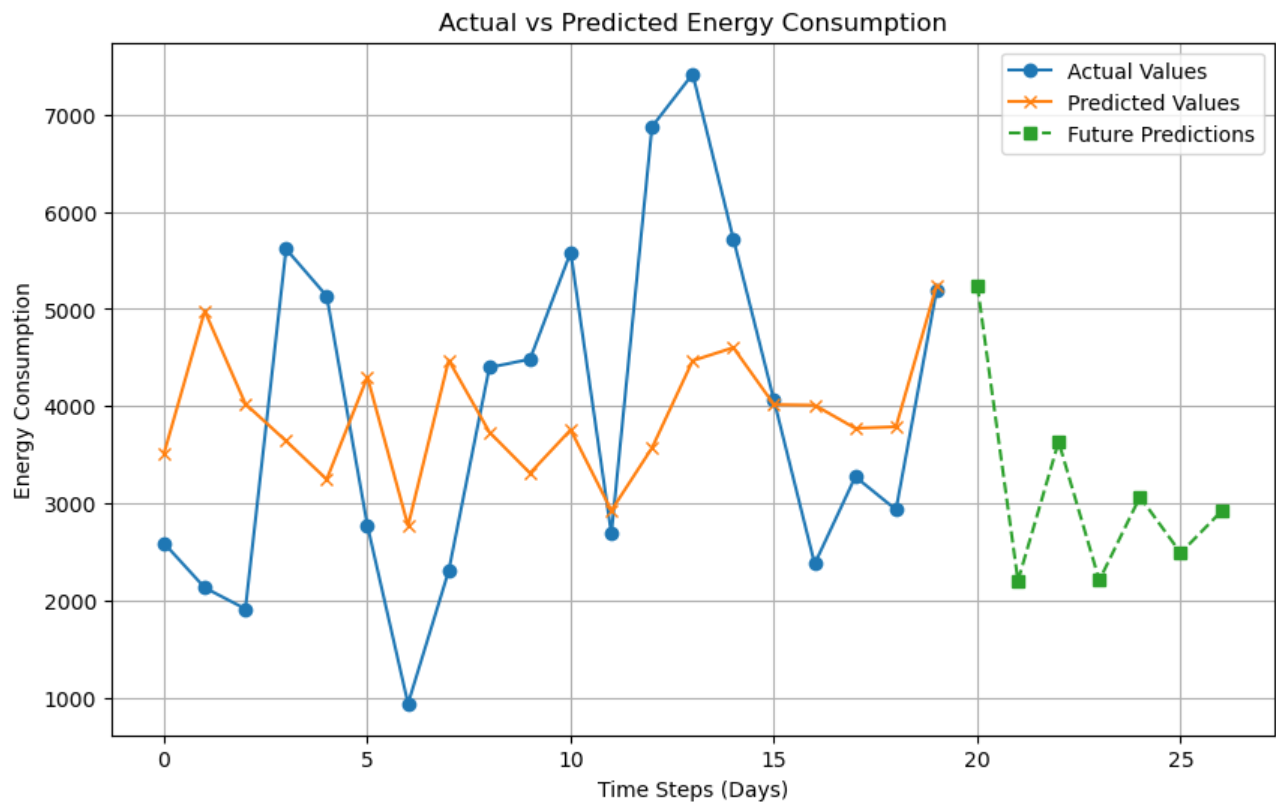 Actual vs Predicted Energy Consumption
Actual Values
Predicted Values
Future Predictions
7000
6000
5000
4000
3000
2000
1000
Energy Consumption
0 5 10 15 20 25
Time Steps (Days)